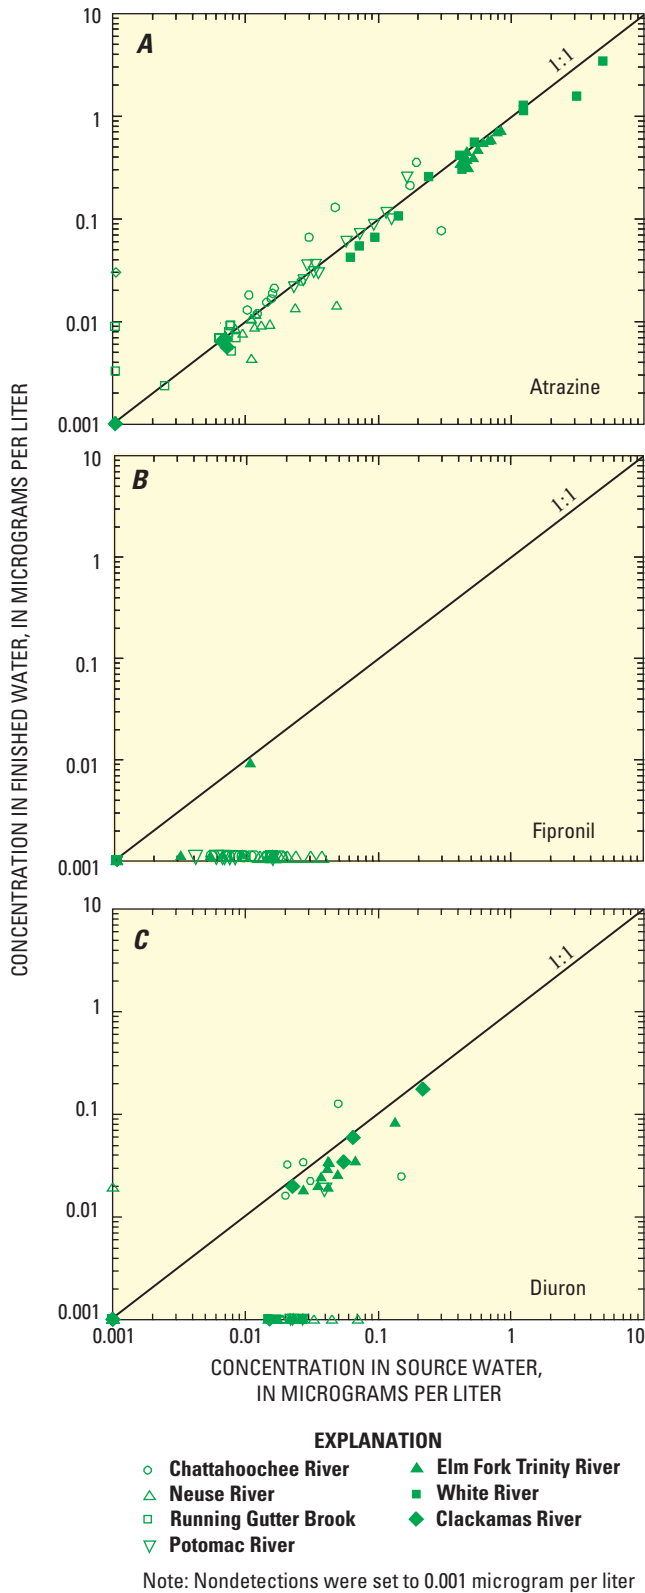 CONCENTRATION IN FINISHED WATER, IN MICROGRAMS PER LITER
A
10
1
0.1
0.01
0.001
1:1
Atrazine
B
10
1
0.1
0.01
0.001
1:1
Fipronil
C
10
1
0.1
0.01
0.001
1:1
Diuron
0.001 0.01 0.1 1 10
CONCENTRATION IN SOURCE WATER,
IN MICROGRAMS PER LITER
EXPLANATION
Chattahoochee River
Neuse River
Running Gutter Brook
Potomac River
Elm Fork Trinity River
White River
Clackamas River
Note: Nondetections were set to 0.001 microgram per liter